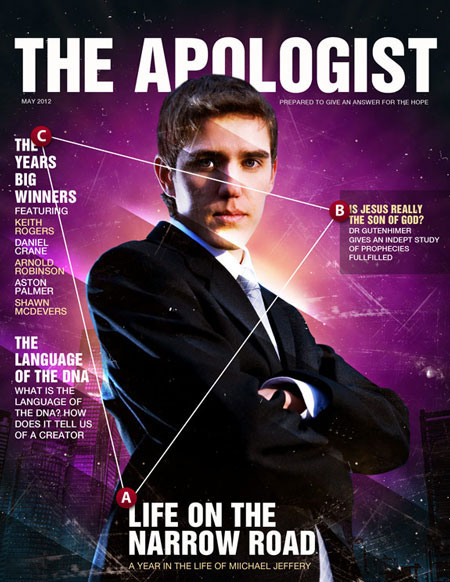 THE APOLOGIST
MAY 2012
PREPARED TO GIVE AN ANSWER FOR THE HOPE
C
THE
YEARS
BIG
WINNERS
FEATURING
KEITH
ROGERS
DANIEL
CRANE
ARNOLD
ROBINSON
ASTON
PALMER
SHAWN
MCDEVERS
B
IS JESUS REALLY
THE SON OF GOD?
DR GUTENHIMER
GIVES AN INDEPT STUDY
OF PROPHECIES
FULLFILLED
THE
LANGUAGE
OF THE DNA
WHAT IS THE
LANGUAGE OF
THE DNA? HOW
DOES IT TELL US
OF A CREATOR
A
LIFE ON THE
NARROW ROAD
A YEAR IN THE LIFE OF MIICHAEL JEFFERY